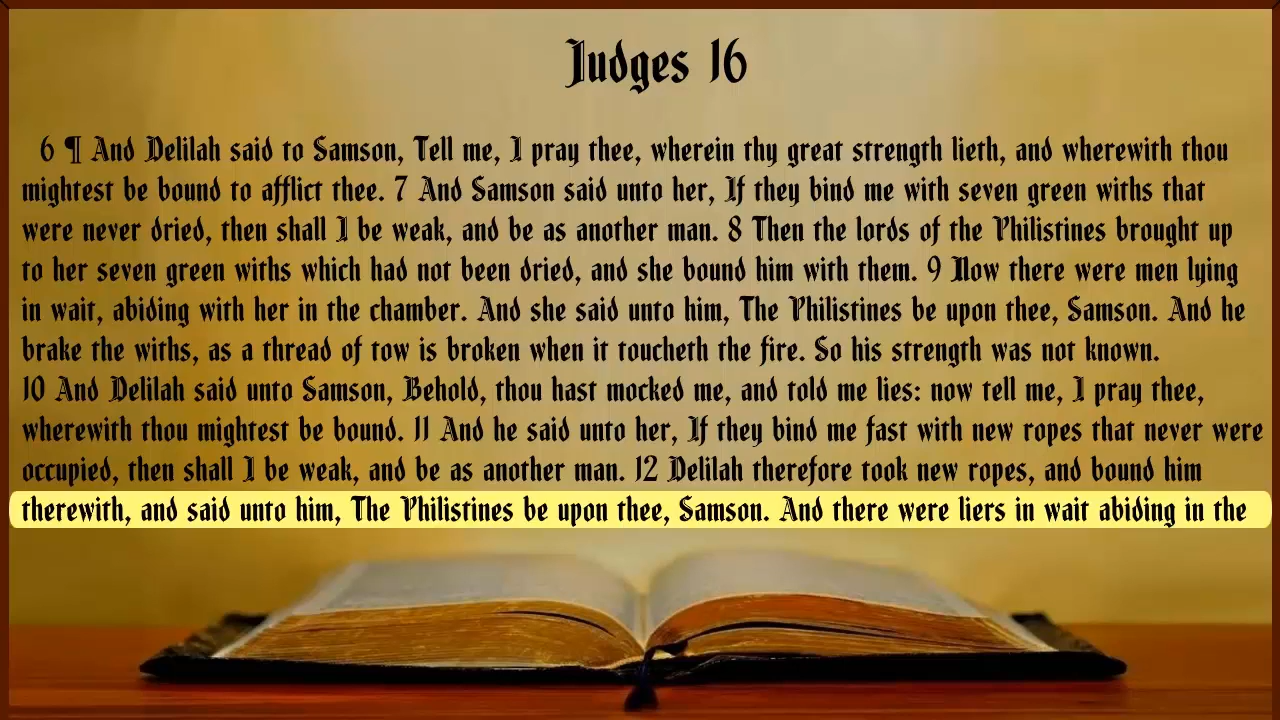 Judges 16
6 ¶ And Delilah said to Samson, Tell me, I pray thee, wherein thy great strength lieth, and wherewith thou
mightest be bound to afflict thee. 7 And Samson said unto her, If they bind me with seven green withs that
were never dried, then shall I be weak, and be as another man. 8 Then the lords of the Philistines brought up
to her seven green withs which had not been dried, and she bound him with them. 9 Now there were men lying
in wait, abiding with her in the chamber. And she said unto him, The Philistines be upon thee, Samson. And he
brake the withs, as a thread of tow is broken when it toucheth the fire. So his strength was not known.
10 And Delilah said unto Samson, Behold, thou hast mocked me, and told me lies: now tell me, I pray thee,
wherewith thou mightest be bound. 11 And he said unto her, If they bind me fast with new ropes that never were
occupied, then shall I be weak, and be as another man. 12 Delilah therefore took new ropes, and bound him
therewith, and said unto him, The Philistines be upon thee, Samson. And there were liers in wait abiding in the